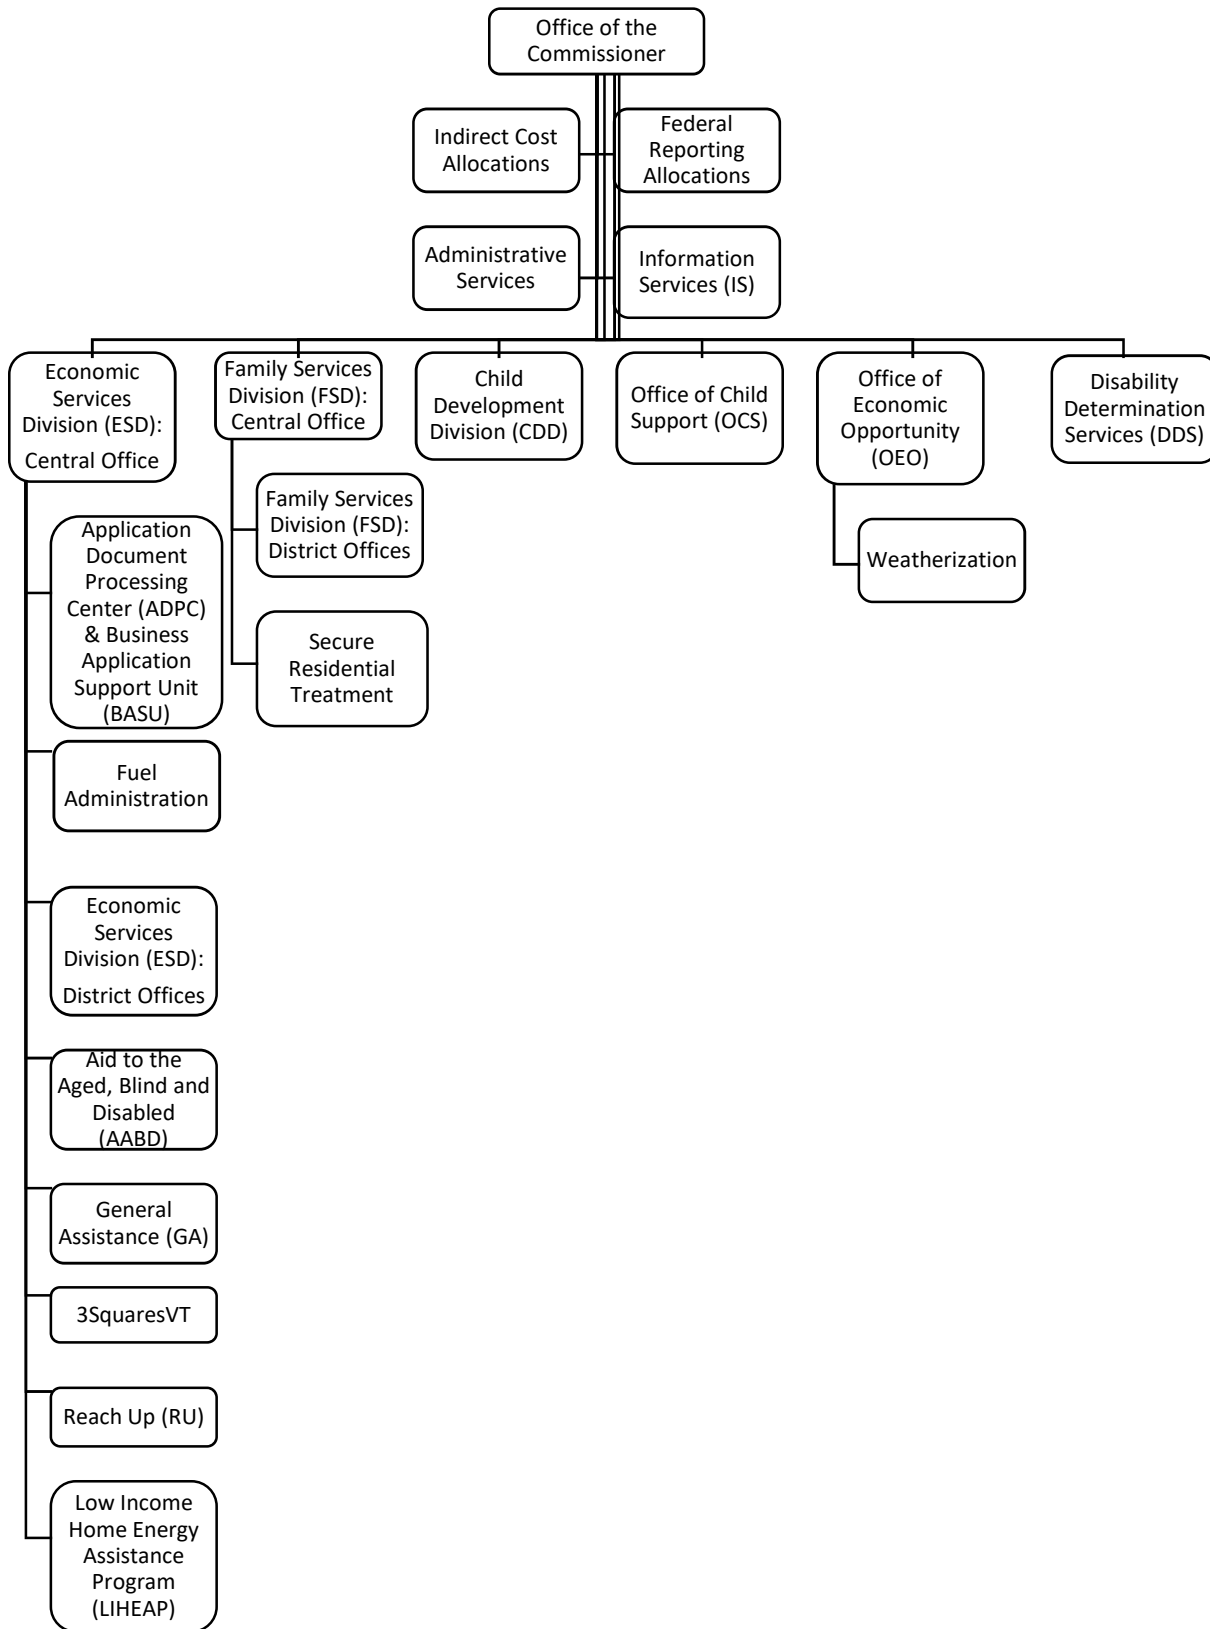 Office of the
Commissioner
Indirect Cost
Allocations
Federal
Reporting
Allocations
Administrative
Services
Information
Services (IS)
Economic
Services
Division (ESD):
Central Office
Family Services
Division (FSD):
Central Office
Child
Development
Division (CDD)
Office of Child
Support (OCS)
Office of
Economic
Opportunity
(OEO)
Disability
Determination
Services (DDS)
Application
Document
Processing
Center (ADPC)
& Business
Application
Support Unit
(BASU)
Family Services
Division (FSD):
District Offices
Weatherization
Secure
Residential
Treatment
Fuel
Administration
Economic
Services
Division (ESD):
District Offices
Aid to the
Aged, Blind and
Disabled
(AABD)
General
Assistance (GA)
3SquaresVT
Reach Up (RU)
Low Income
Home Energy
Assistance
Program
(LIHEAP)